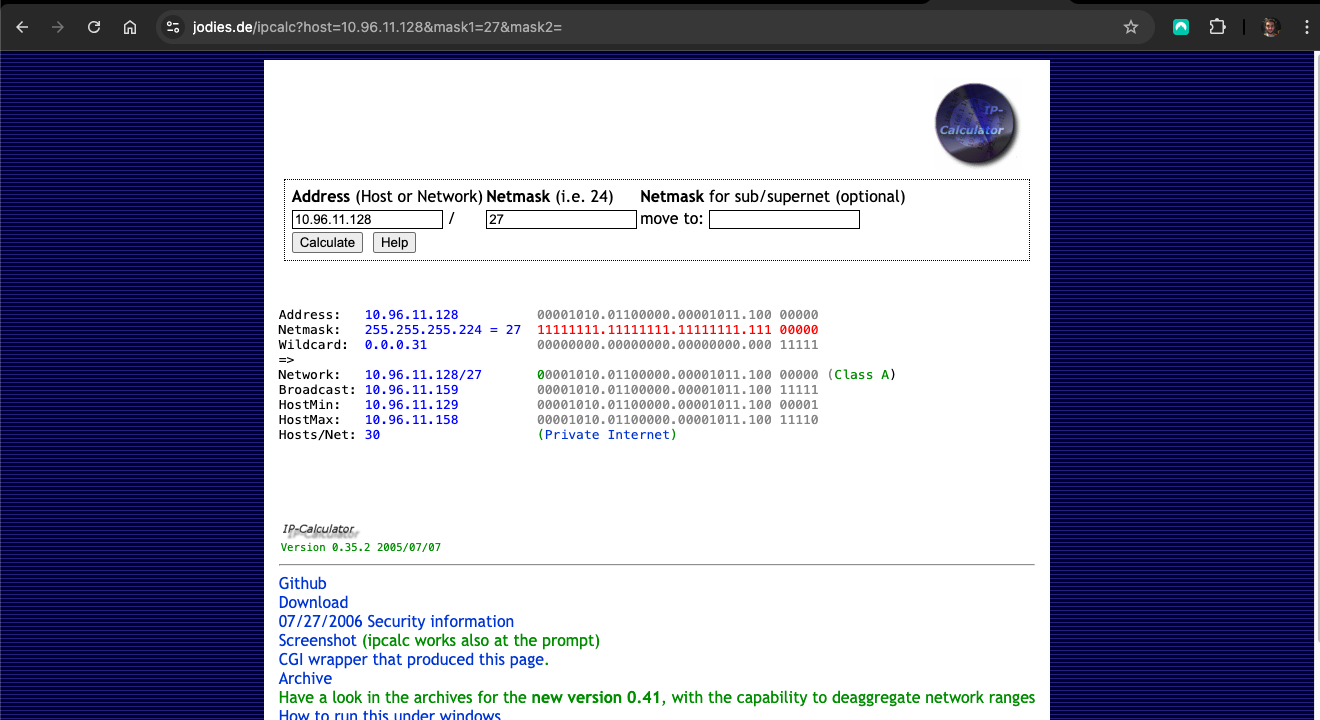 jodies.de/ipcalc?host=10.96.11.128&mask1=27&mask2=
IP-
Calculator
Address (Host or Network) Netmask (i.e. 24) Netmask for sub/supernet (optional)
10.96.11.128 / 27 move to:
Calculate Help
Address: 10.96.11.128 00001010.01100000.00001011.100 00000
Netmask: 255.255.255.224 = 27 11111111.11111111.11111111.111 00000
Wildcard: 0.0.0.31 00000000.00000000.00000000.000 11111
=>
Network: 10.96.11.128/27 00001010.01100000.00001011.100 00000 (Class A)
Broadcast: 10.96.11.159 00001010.01100000.00001011.100 11111
HostMin: 10.96.11.129 00001010.01100000.00001011.100 00001
HostMax: 10.96.11.158 00001010.01100000.00001011.100 11110
Hosts/Net: 30 (Private Internet)
IP-Calculator
Version 0.35.2 2005/07/07
Github
Download
07/27/2006 Security information
Screenshot (ipcalc works also at the prompt)
CGI wrapper that produced this page.
Archive
Have a look in the archives for the new version 0.41, with the capability to deaggregate network ranges
How to run this under windows